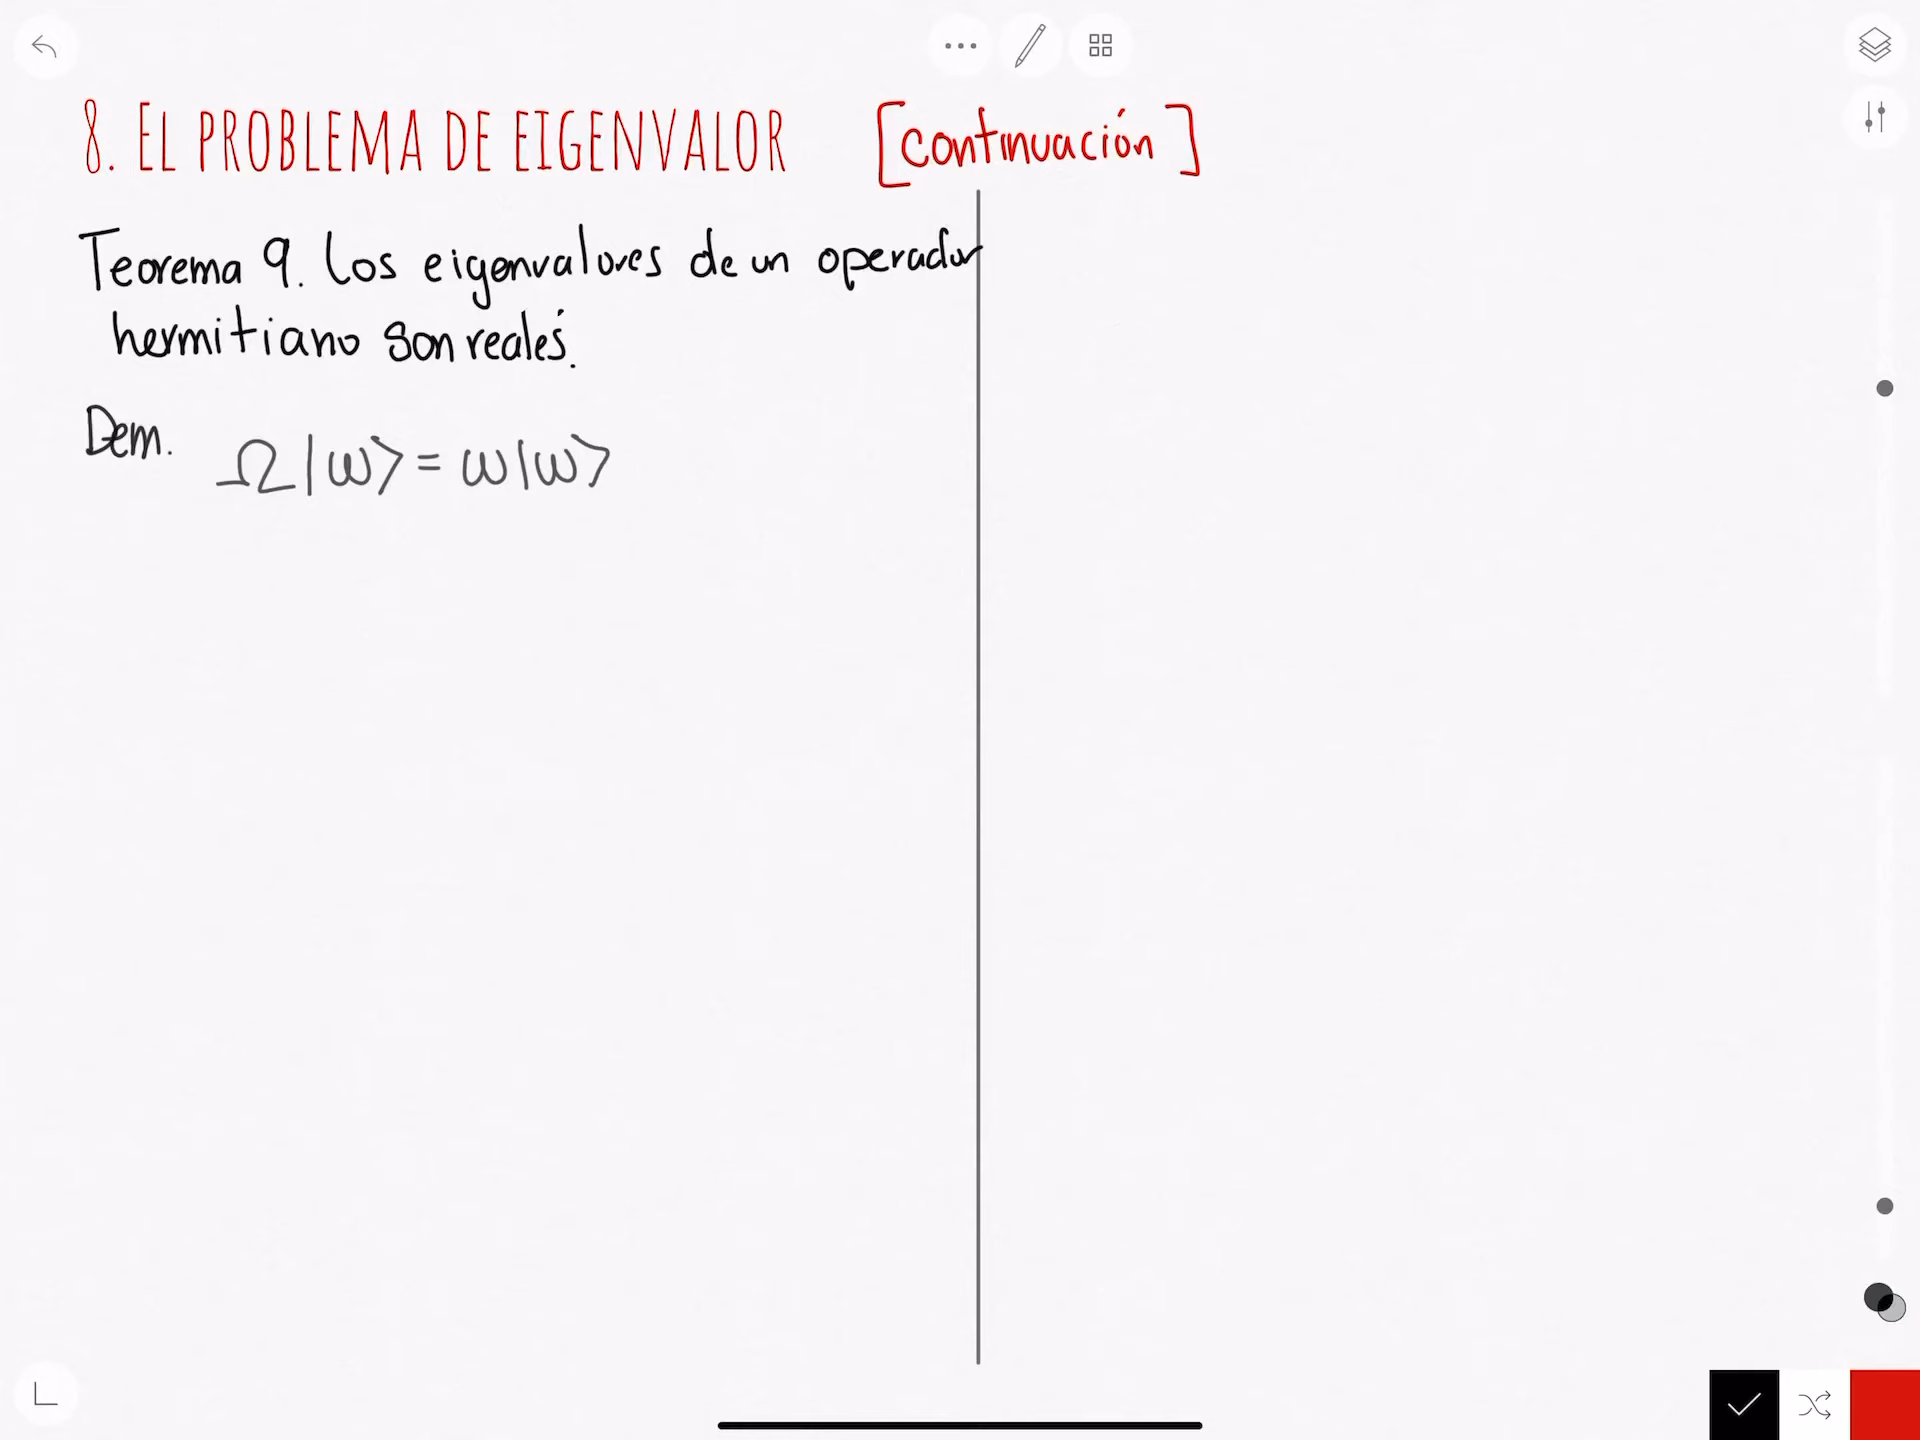 8. EL PROBLEMA DE EIGENVALOR [continuación]
Teorema 9. Los eigenvalores de un operador
hermitiano son reales.
Dem. Ω|ω⟩ = ω|ω⟩